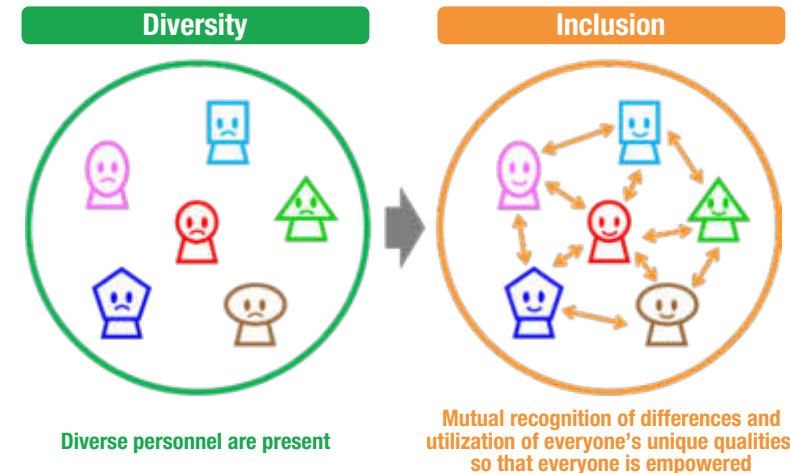 Diversity
Inclusion
Diverse personnel are present
Mutual recognition of differences and
utilization of everyone's unique qualities
so that everyone is empowered